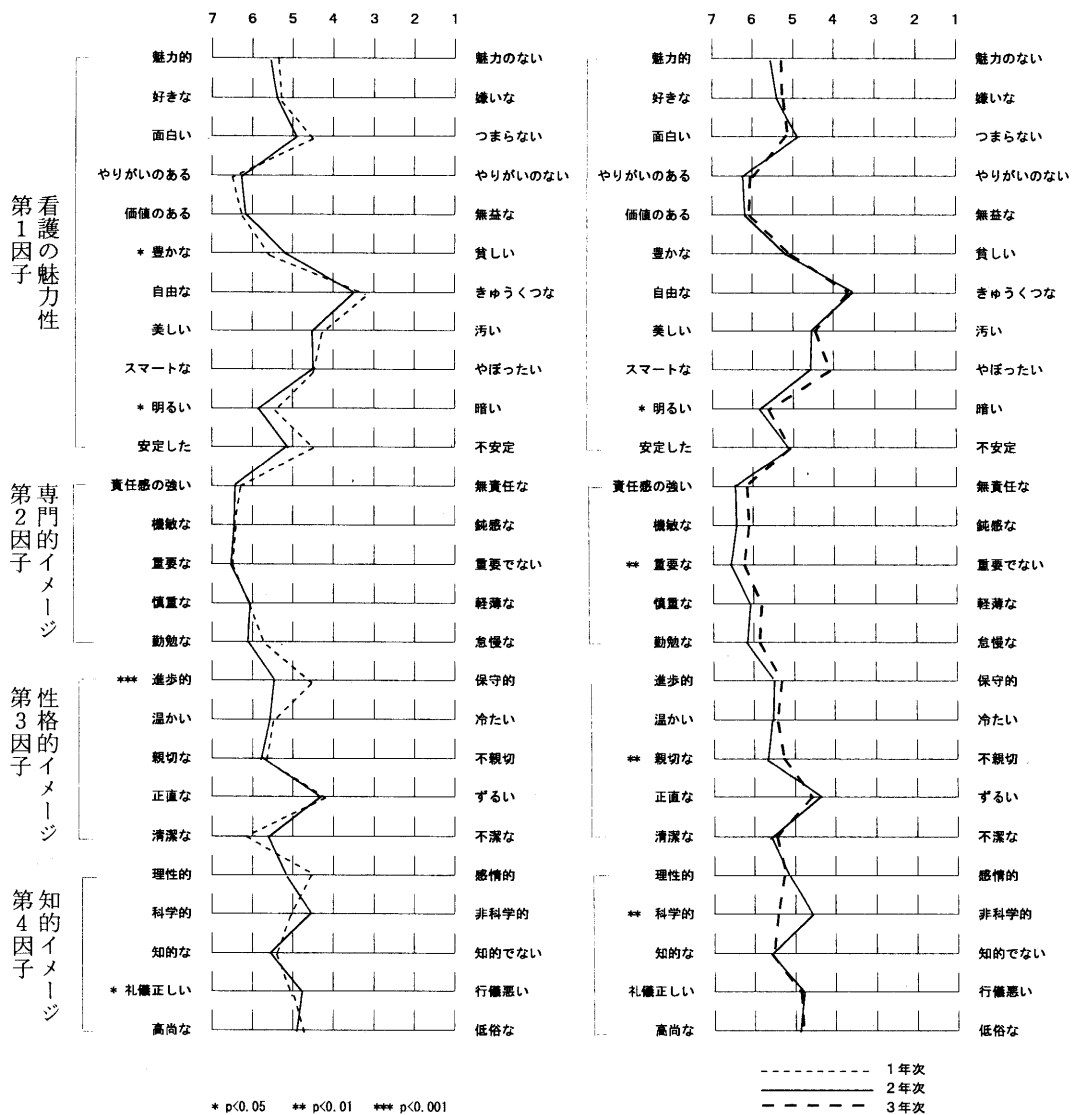 7 6 5 4 3 2 1
魅力的 魅力のない
好きな 嫌いな
面白い つまらない
やりがいのある やりがいのない
価値のある 無益な
* 豊かな 貧しい
自由な きゅうくつな
美しい 汚い
スマートな やぼったい
* 明るい 暗い
安定した 不安定
責任感の強い 無責任な
機敏な 鈍感な
重要な 重要でない
慎重な 軽薄な
勤勉な 怠慢な
*** 進歩的 保守的
温かい 冷たい
親切な 不親切
正直な ずるい
清潔な 不潔な
理性的 感情的
科学的 非科学的
知的な 知的でない
* 礼儀正しい 行儀悪い
高尚な 低俗な
第1因子
看護の魅力性
第2因子
専門的イメージ
第3因子
性格的イメージ
第4因子
知的イメージ
7 6 5 4 3 2 1
魅力的 魅力のない
好きな 嫌いな
面白い つまらない
やりがいのある やりがいのない
価値のある 無益な
豊かな 貧しい
自由な きゅうくつな
美しい 汚い
スマートな やぼったい
* 明るい 暗い
安定した 不安定
責任感の強い 無責任な
機敏な 鈍感な
** 重要な 重要でない
慎重な 軽薄な
勤勉な 怠慢な
進歩的 保守的
温かい 冷たい
** 親切な 不親切
正直な ずるい
清潔な 不潔な
理性的 感情的
** 科学的 非科学的
知的な 知的でない
礼儀正しい 行儀悪い
高尚な 低俗な
* p<0.05 ** p<0.01 *** p<0.001
1年次
2年次
3年次